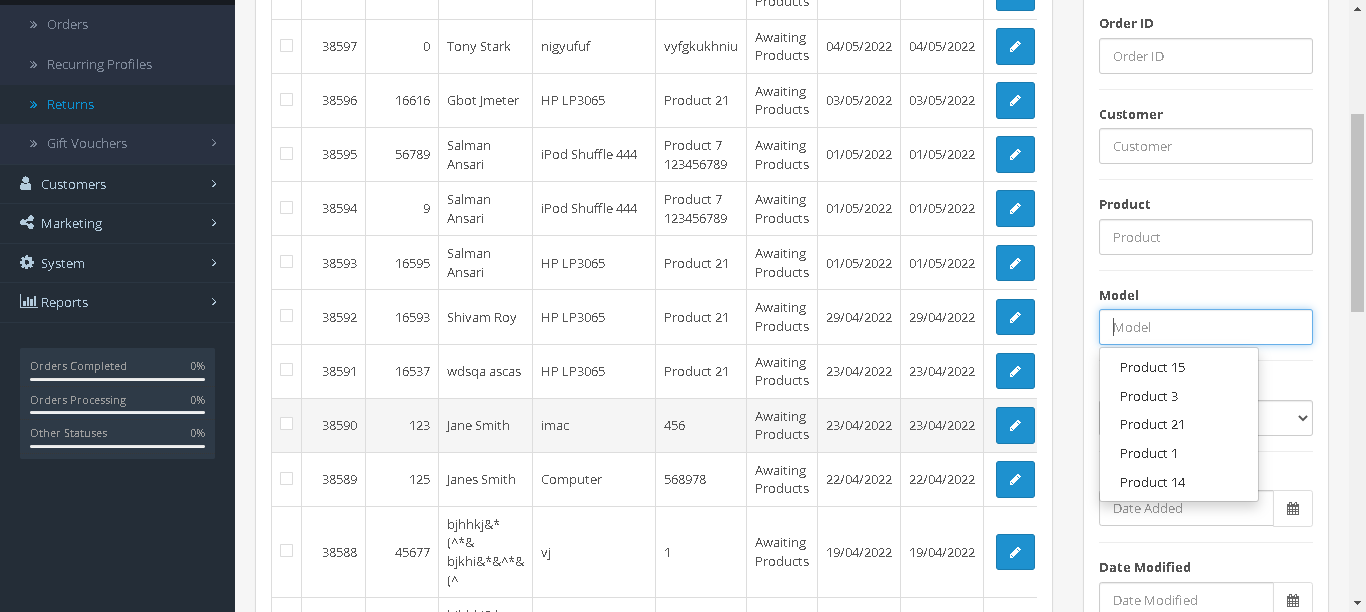 Orders
Recurring Profiles
Returns
Gift Vouchers
Customers
Marketing
System
Reports
Orders Completed 0%
Orders Processing 0%
Other Statuses 0%
Products
38597 0 Tony Stark nigyufuf vyfgkukhniu Awaiting Products 04/05/2022 04/05/2022
38596 16616 Gbot Jmeter HP LP3065 Product 21 Awaiting Products 03/05/2022 03/05/2022
38595 56789 Salman Ansari iPod Shuffle 444 Product 7 123456789 Awaiting Products 01/05/2022 01/05/2022
38594 9 Salman Ansari iPod Shuffle 444 Product 7 123456789 Awaiting Products 01/05/2022 01/05/2022
38593 16595 Salman Ansari HP LP3065 Product 21 Awaiting Products 01/05/2022 01/05/2022
38592 16593 Shivam Roy HP LP3065 Product 21 Awaiting Products 29/04/2022 29/04/2022
38591 16537 wdsqa ascas HP LP3065 Product 21 Awaiting Products 23/04/2022 23/04/2022
38590 123 Jane Smith imac 456 Awaiting Products 23/04/2022 23/04/2022
38589 125 Janes Smith Computer 568978 Awaiting Products 22/04/2022 22/04/2022
38588 45677 bjhhkj&* (^*& bjkhi&*&^*& (^ vj 1 Awaiting Products 19/04/2022 19/04/2022
Order ID
Order ID
Customer
Customer
Product
Product
Model
Model
Product 15
Product 3
Product 21
Product 1
Product 14
Date Added
Date Modified
Date Modified